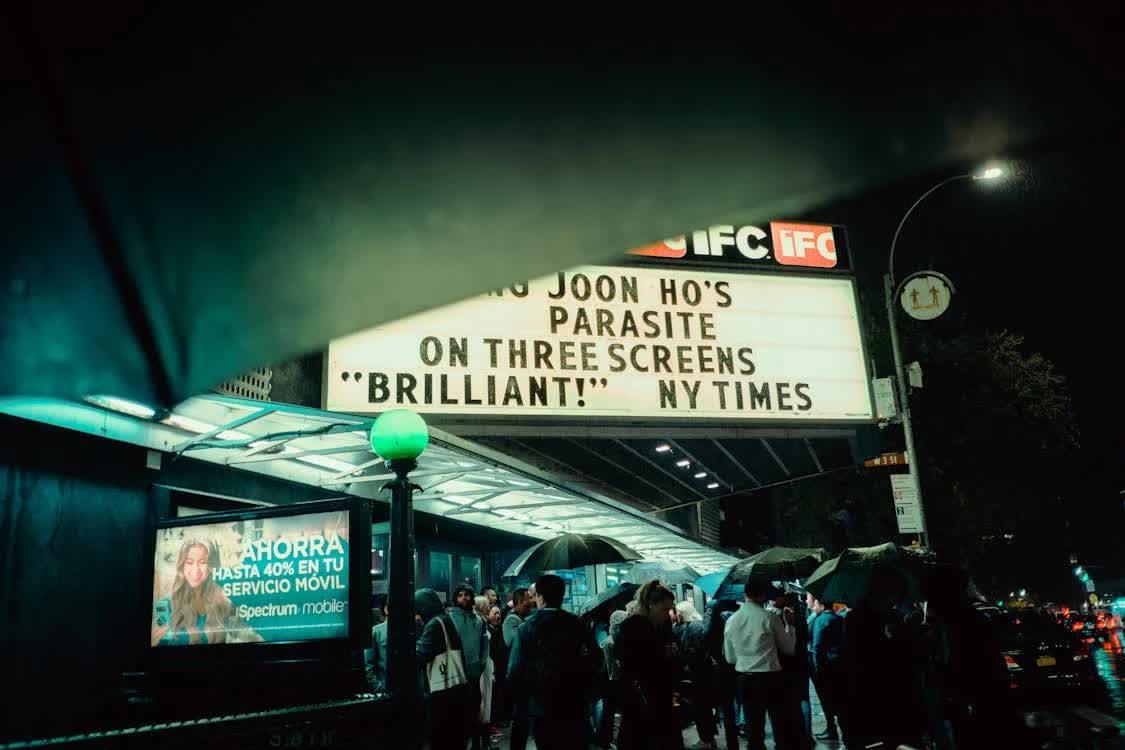 IFC iFC
JOON HO'S
PARASITE
ON THREE SCREENS
"BRILLIANT!" NY TIMES
W 3 St
AHORRA
HASTA 40% EN TU
SERVICIO MÓVIL
Spectrum mobile